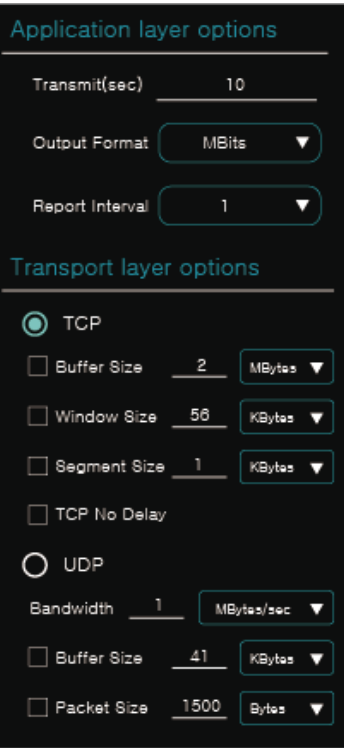 Application layer options
Transmit(sec) 10
Output Format MBits
Report Interval 1
Transport layer options
TCP
Buffer Size 2 MBytes
Window Size 56 KBytes
Segment Size 1 KBytes
TCP No Delay
UDP
Bandwidth 1 MBytes/sec
Buffer Size 41 KBytes
Packet Size 1500 Bytes